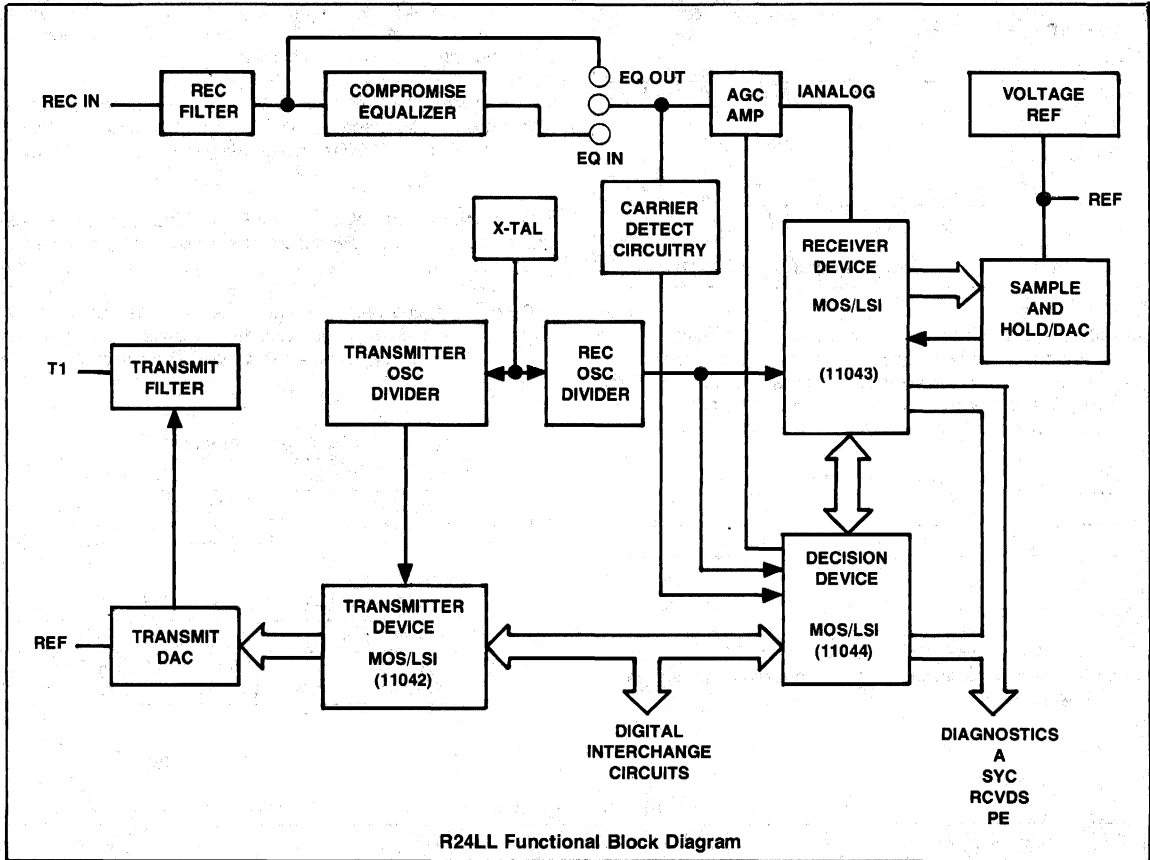 REC IN
REC
FILTER
COMPROMISE
EQUALIZER
EQ OUT
EQ IN
AGC
AMP
IANALOG
VOLTAGE
REF
REF
X-TAL
CARRIER
DETECT
CIRCUITRY
RECEIVER
DEVICE
MOS/LSI
(11043)
SAMPLE
AND
HOLD/DAC
T1
TRANSMIT
FILTER
TRANSMITTER
OSC
DIVIDER
REC
OSC
DIVIDER
REF
TRANSMIT
DAC
TRANSMITTER
DEVICE
MOS/LSI
(11042)
DECISION
DEVICE
MOS/LSI
(11044)
DIGITAL
INTERCHANGE
CIRCUITS
DIAGNOSTICS
A
SYC
RCVDS
PE
R24LL Functional Block Diagram